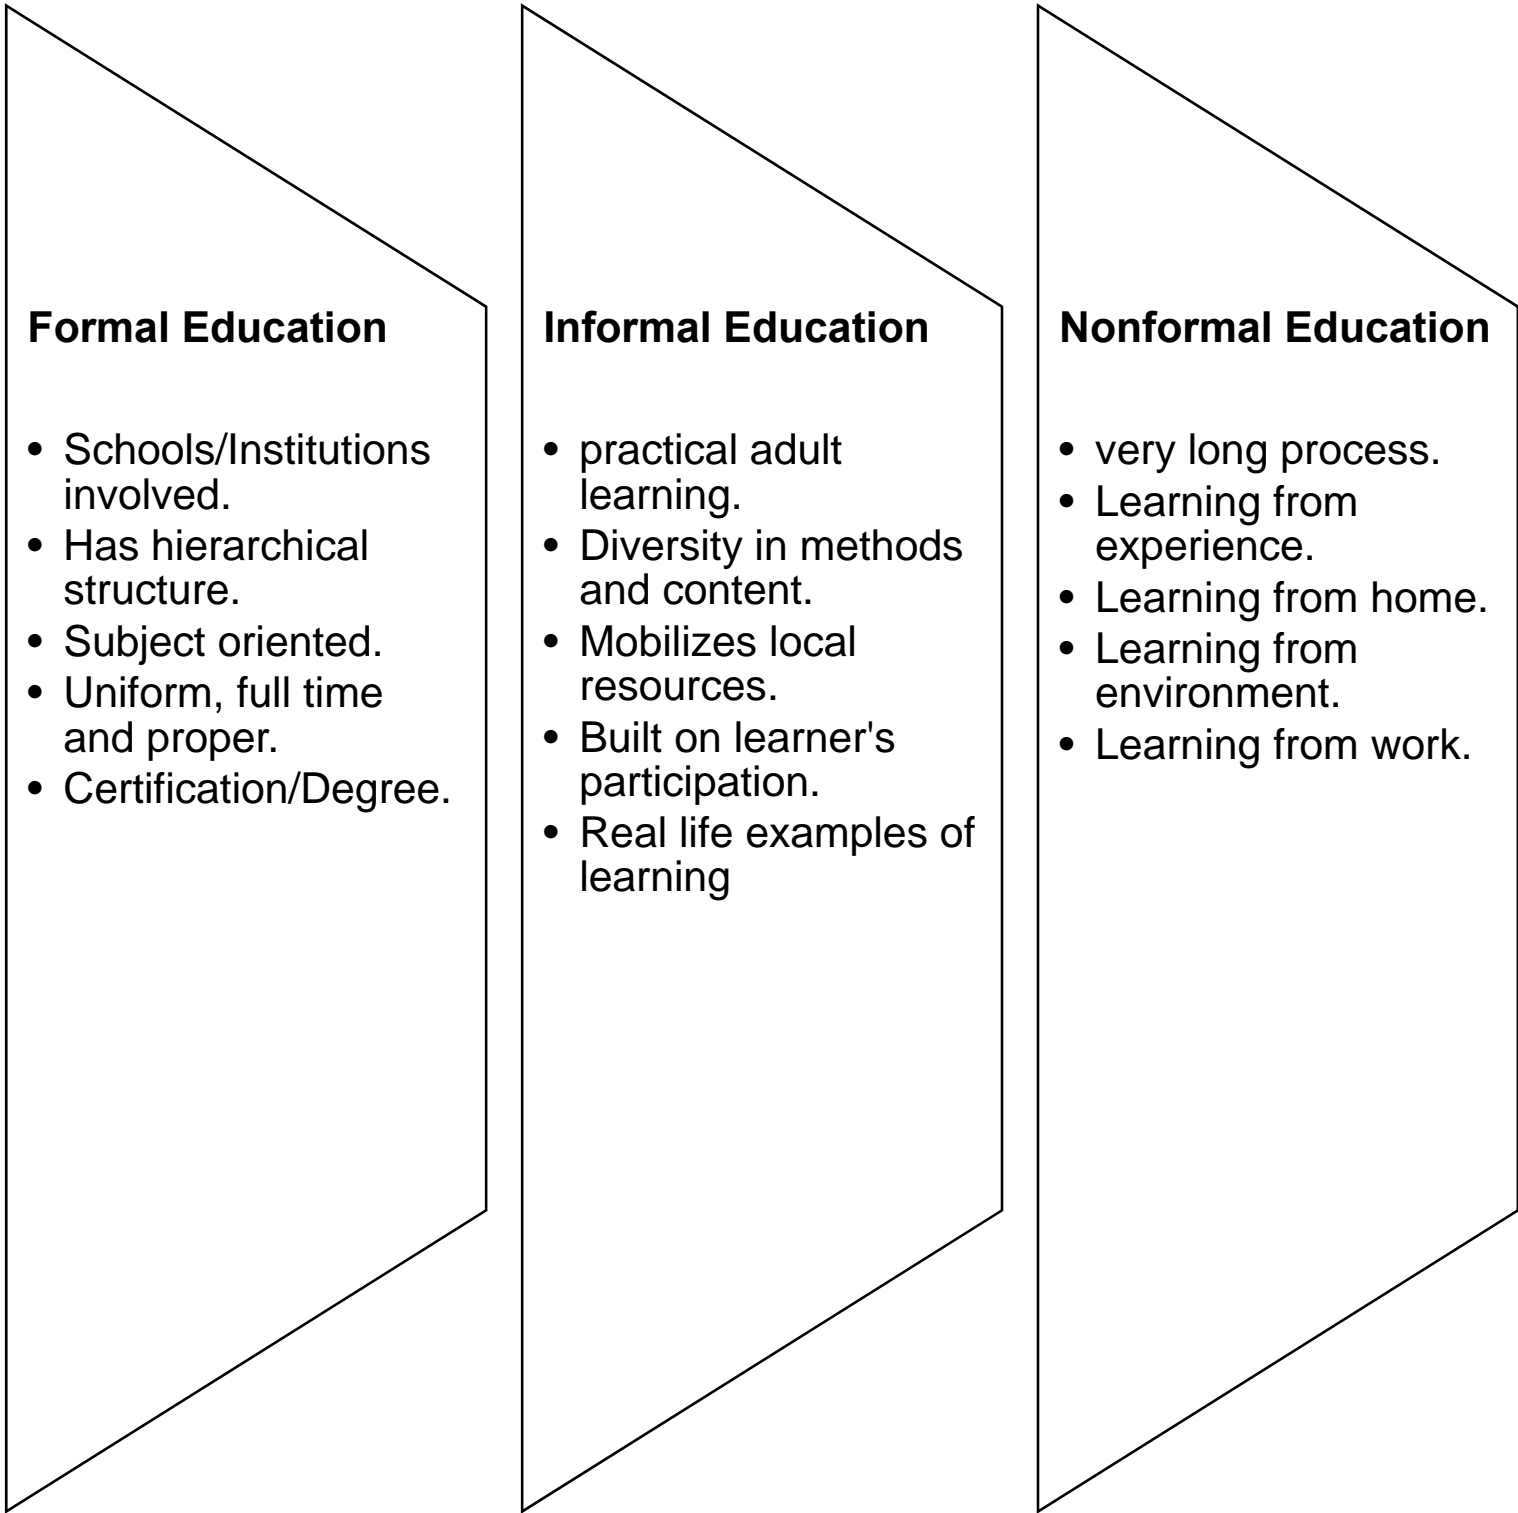 Formal Education
• Schools/Institutions
involved.
• Has hierarchical
structure.
• Subject oriented.
• Uniform, full time
and proper.
• Certification/Degree.
Informal Education
• practical adult
learning.
• Diversity in methods
and content.
• Mobilizes local
resources.
• Built on learner's
participation.
• Real life examples of
learning
Nonformal Education
• very long process.
• Learning from
experience.
• Learning from home.
• Learning from
environment.
• Learning from work.